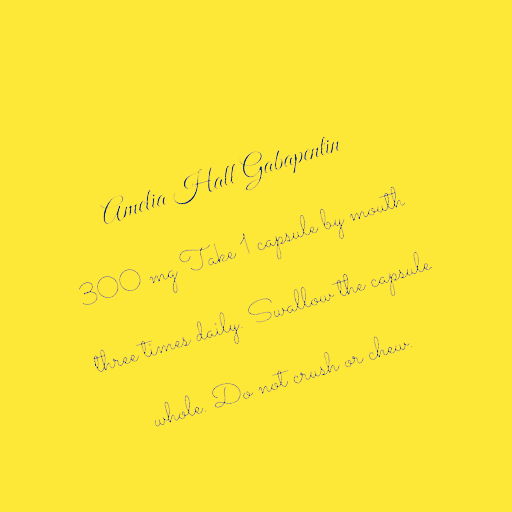 Amelia Hall Gabapentin
300 mg Take 1 capsule by mouth
three times daily. Swallow the capsule
whole. Do not crush or chew.